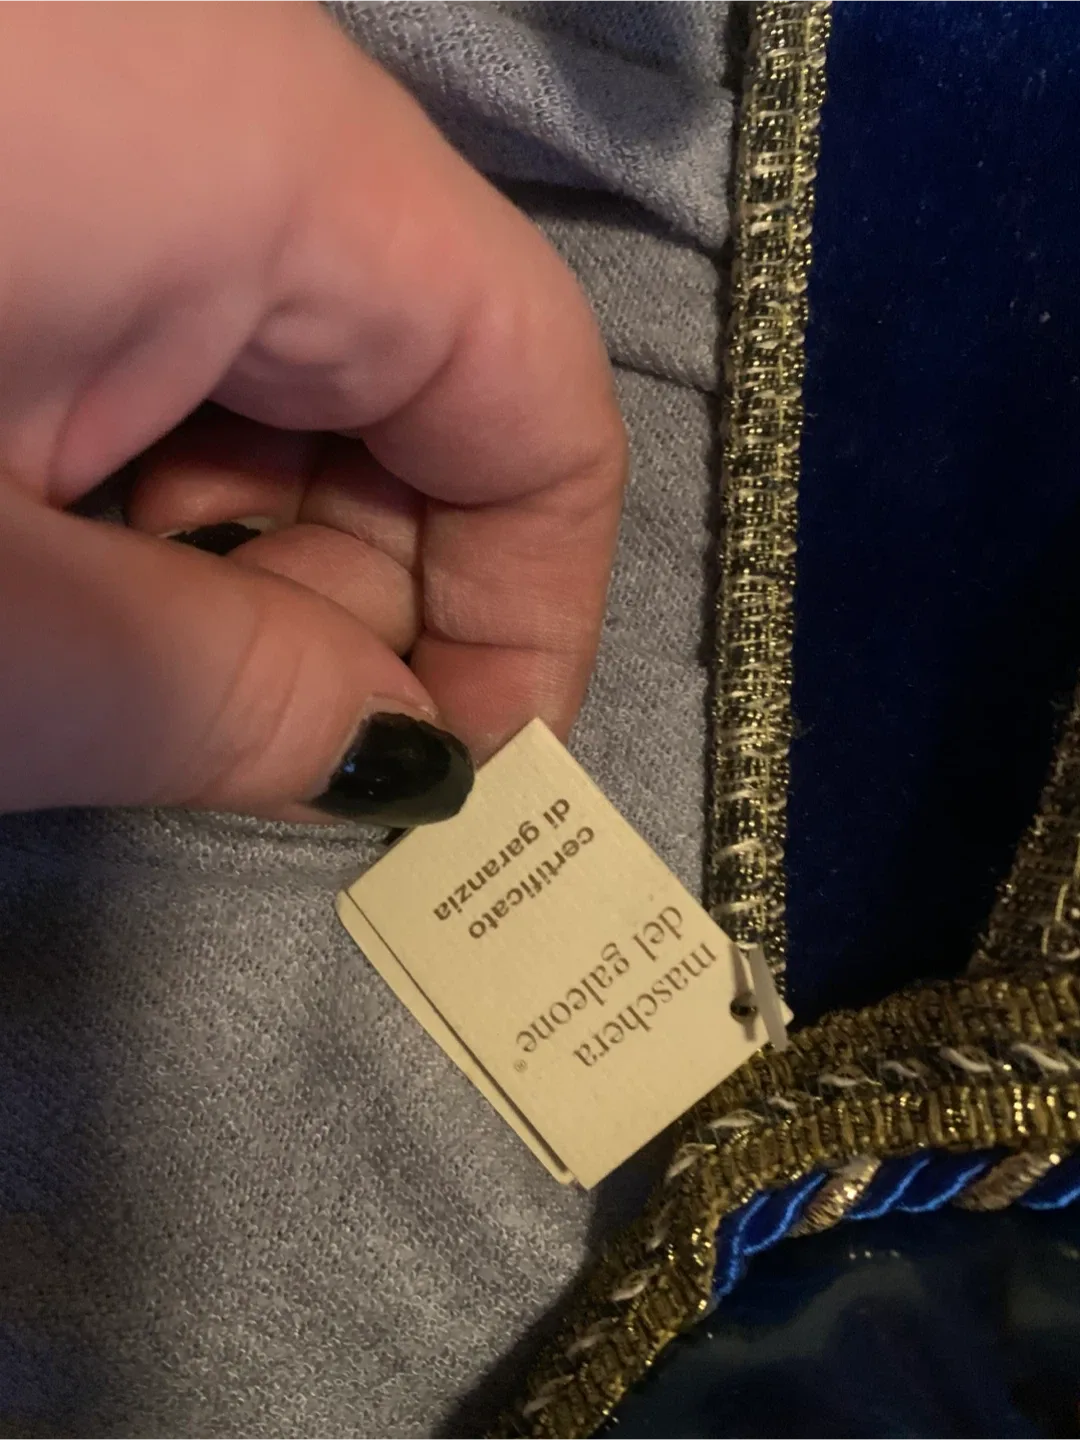 maschera
del galeone®
certificato
di garanzia